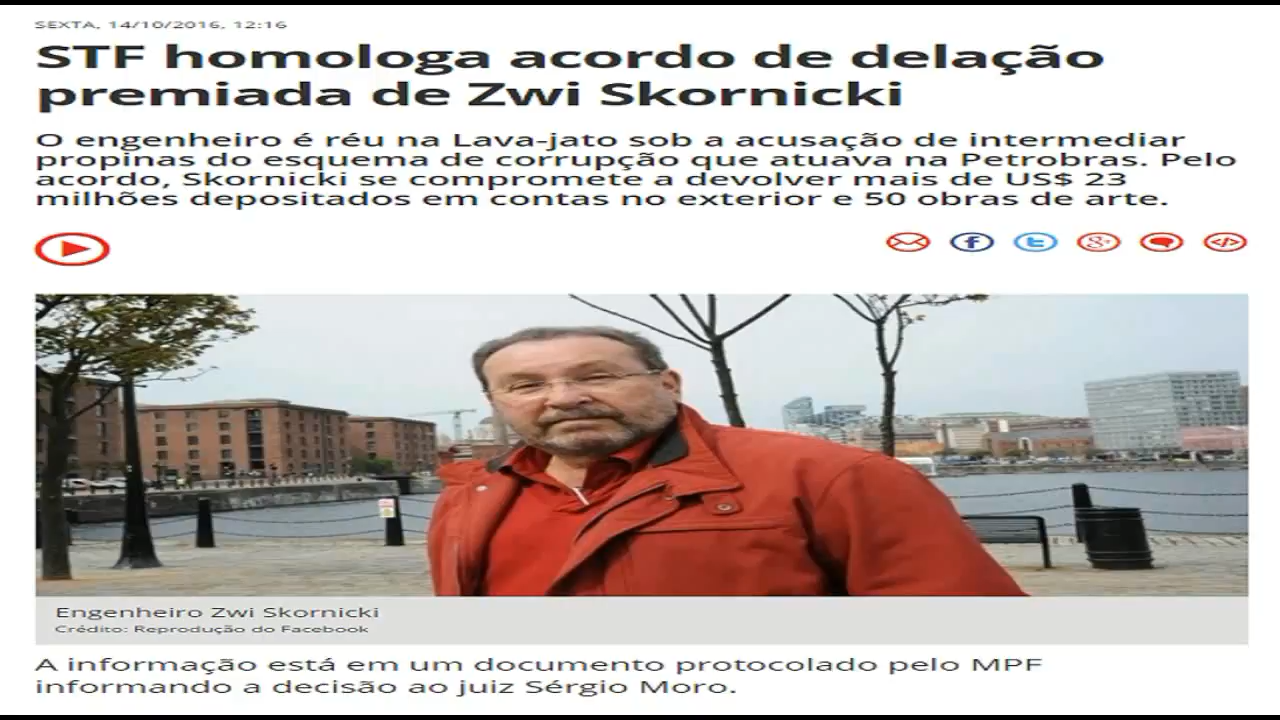 SEXTA, 14/10/2016, 12:16
STF homologa acordo de delação
premiada de Zwi Skornicki
O engenheiro é réu na Lava-jato sob a acusação de intermediar
propinas do esquema de corrupção que atuava na Petrobras. Pelo
acordo, Skornicki se compromete a devolver mais de US$ 23
milhões depositados em contas no exterior e 50 obras de arte.
Engenheiro Zwi Skornicki
Crédito: Reprodução do Facebook
A informação está em um documento protocolado pelo MPF
informando a decisão ao juiz Sérgio Moro.